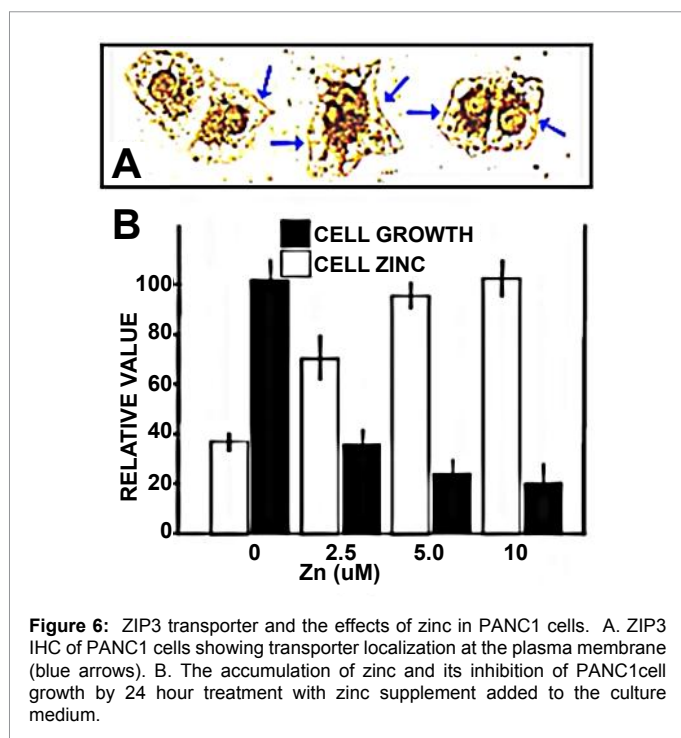 A
B
CELL GROWTH
CELL ZINC
RELATIVE VALUE
100
80
60
40
20
0
0 2.5 5.0 10
Zn (uM)
Figure 6: ZIP3 transporter and the effects of zinc in PANC1 cells. A. ZIP3
IHC of PANC1 cells showing transporter localization at the plasma membrane
(blue arrows). B. The accumulation of zinc and its inhibition of PANC1cell
growth by 24 hour treatment with zinc supplement added to the culture
medium.